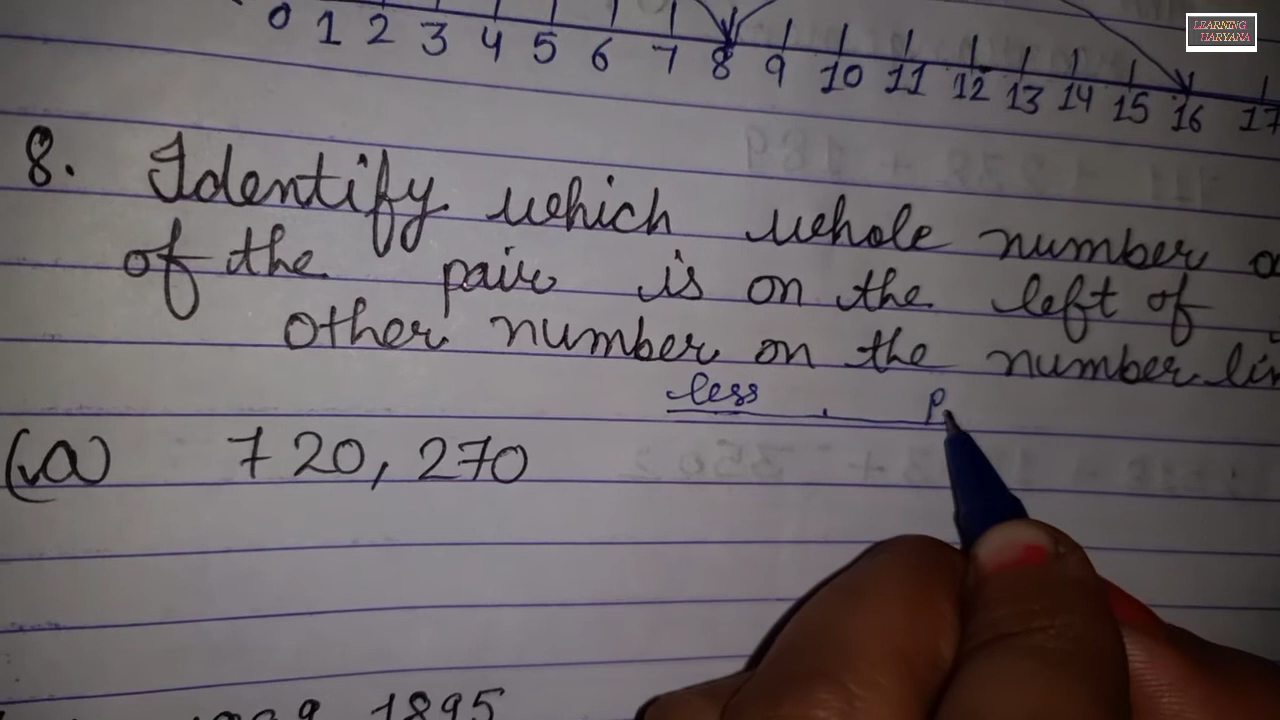 LEARNING
HARYANA
0 1 2 3 4 5 6 7 8 9 10 11 12 13 14 15 16 17
8. Identify which whole number
of the pair is on the left of
other number on the number
less P
(a) 720, 270
1895